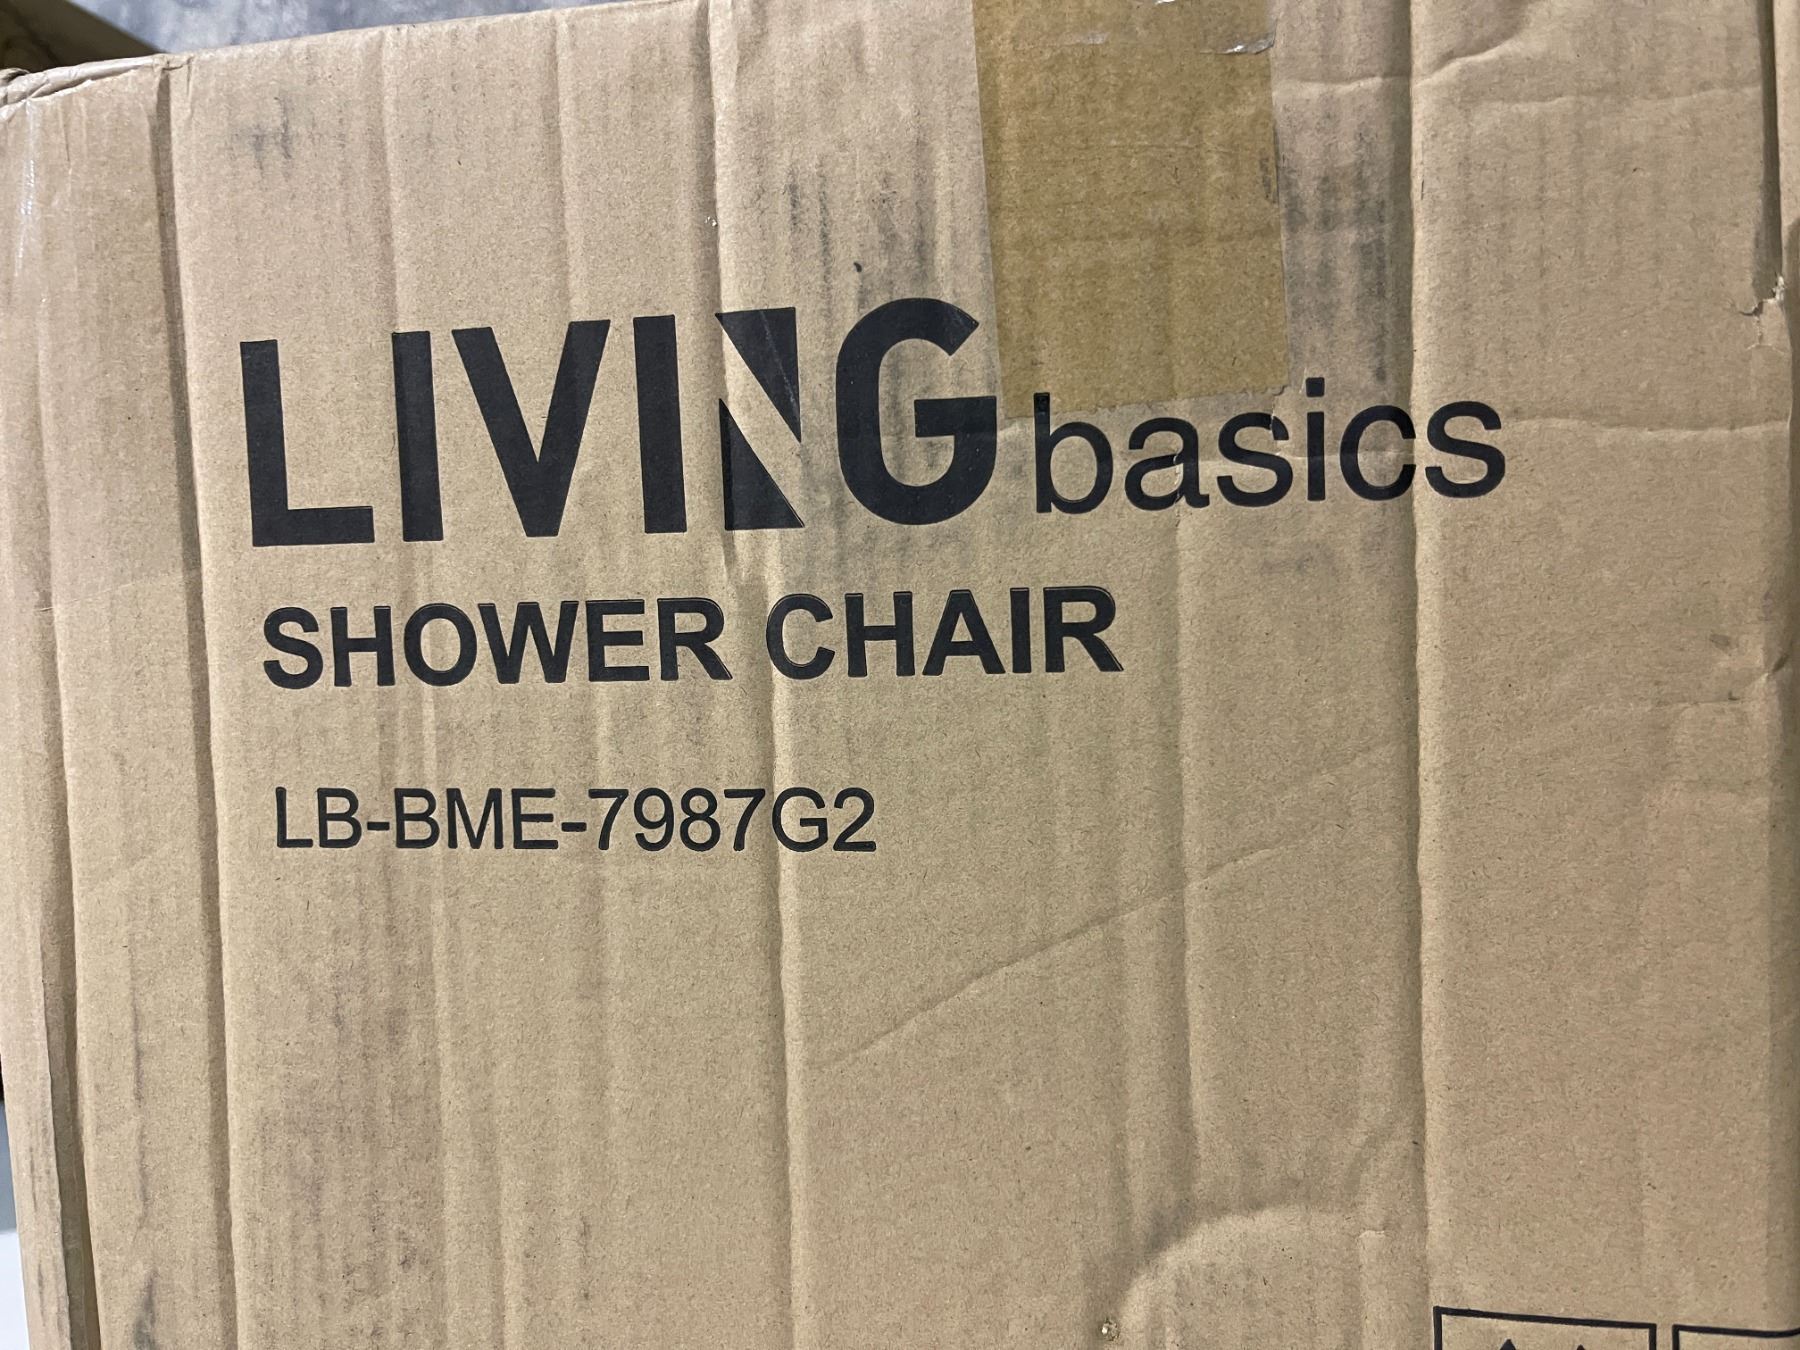 LIVING basics
SHOWER CHAIR
LB-BME-7987G2